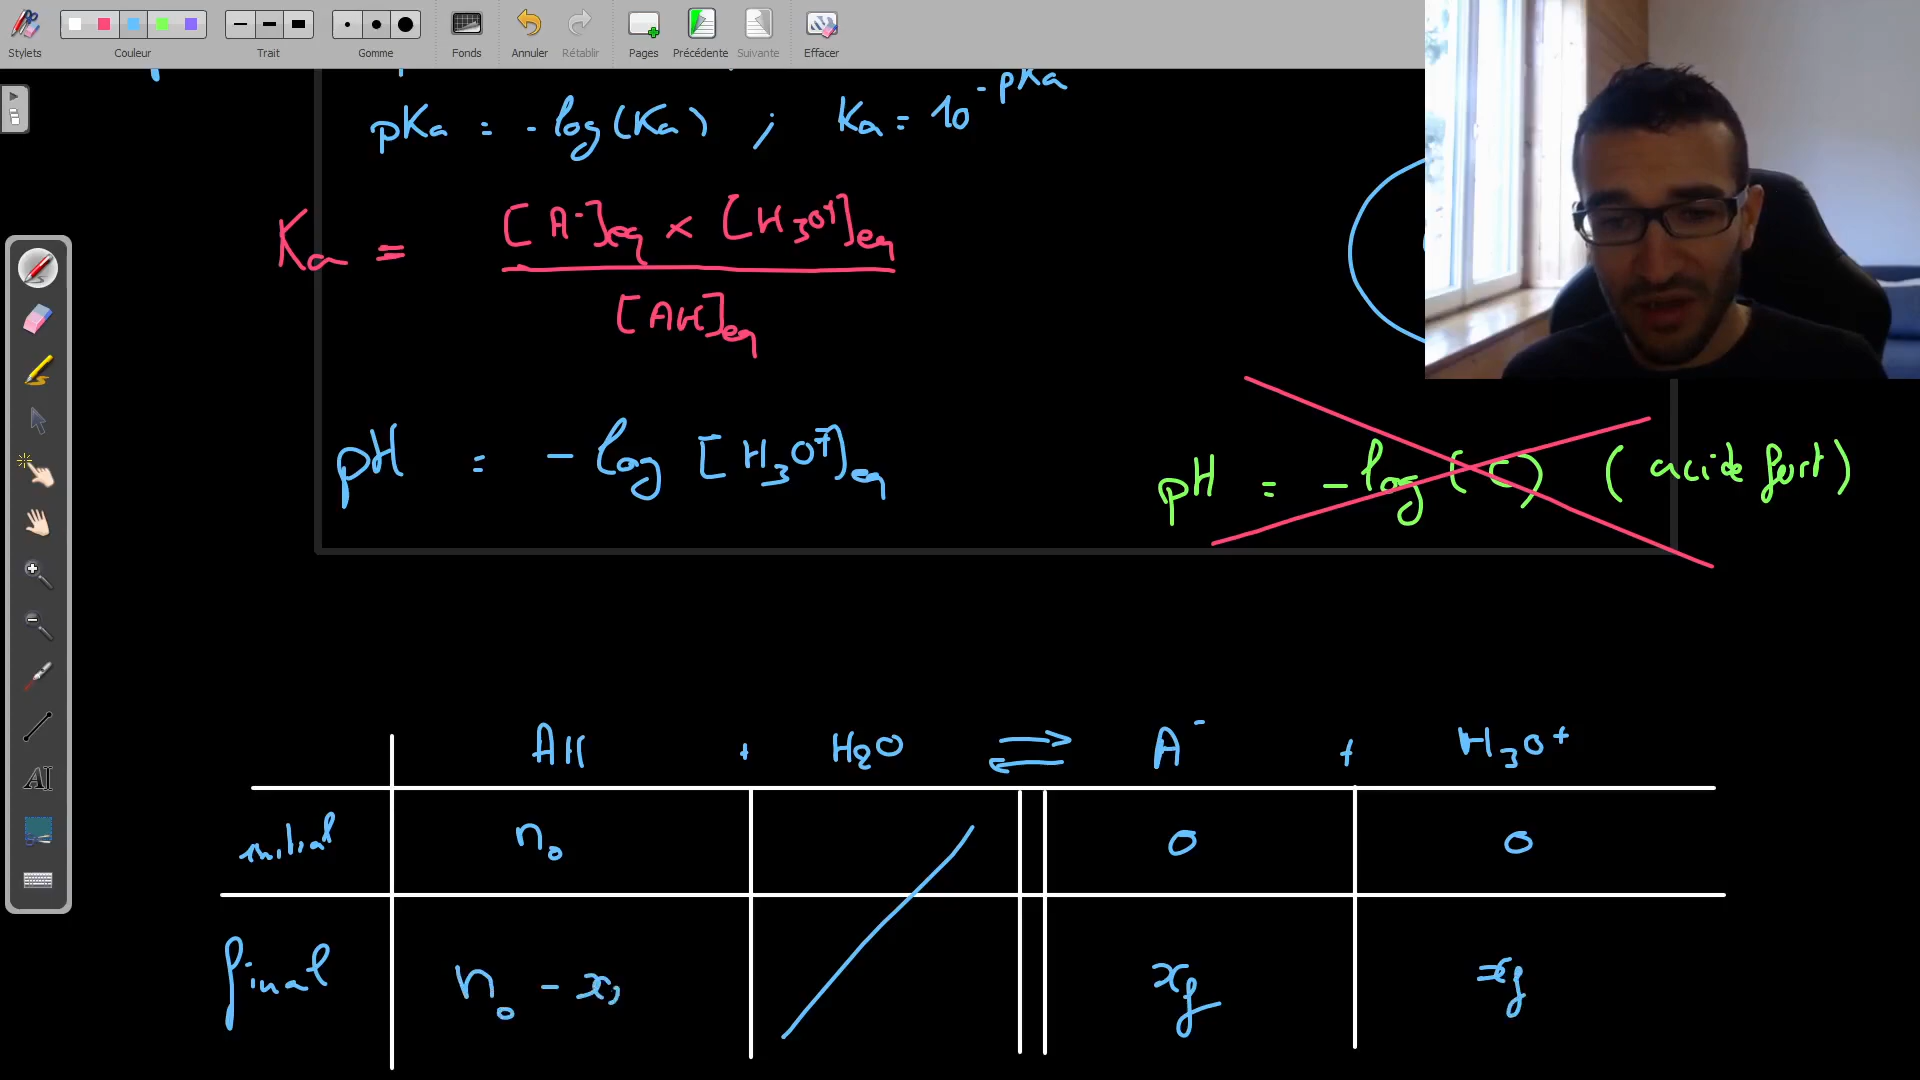 Stylets Couleur Trait Gomme Fonds Annuler Rétablir Pages Précédente Suivante Effacer
pKa = - log (Ka) ; Ka = 10^-pKa
Ka = [A-]eq × [H3O+]eq
[AH]eq
pH = - log [H3O+]eq
pH = - log (C) (acide fort)
AH + H2O ⇌ A- + H3O+
initial n0 0 0
final n0 - x xf xf
AI